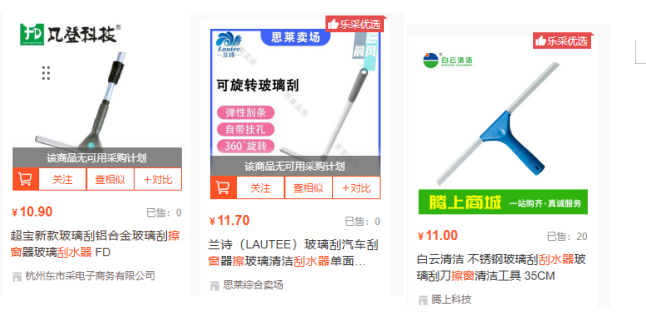 卫登科技®
该商品无可用采购计划
关注
查相似
+对比
¥10.90
已售：0
超宝新款玻璃刮铝合金玻璃刮擦
窗器玻璃刮水器 FD
杭州东市采电子商务有限公司
乐采优选
思莱卖场
Lautee
兰诗
可旋转玻璃刮
弹性刮条
自带挂孔
360°旋转
思莱卖场
该商品无可用采购计划
关注
查相似
+对比
¥11.70
已售：0
兰诗（LAUTEE）玻璃刮汽车刮
窗器擦玻璃清洁刮水器单面…
思莱综合卖场
乐采优选
白云清洁
腾上商城 一站购齐·真诚服务
¥11.00
已售：20
白云清洁 不锈钢玻璃刮刮水器玻
璃刮刀擦窗清洁工具 35CM
腾上科技